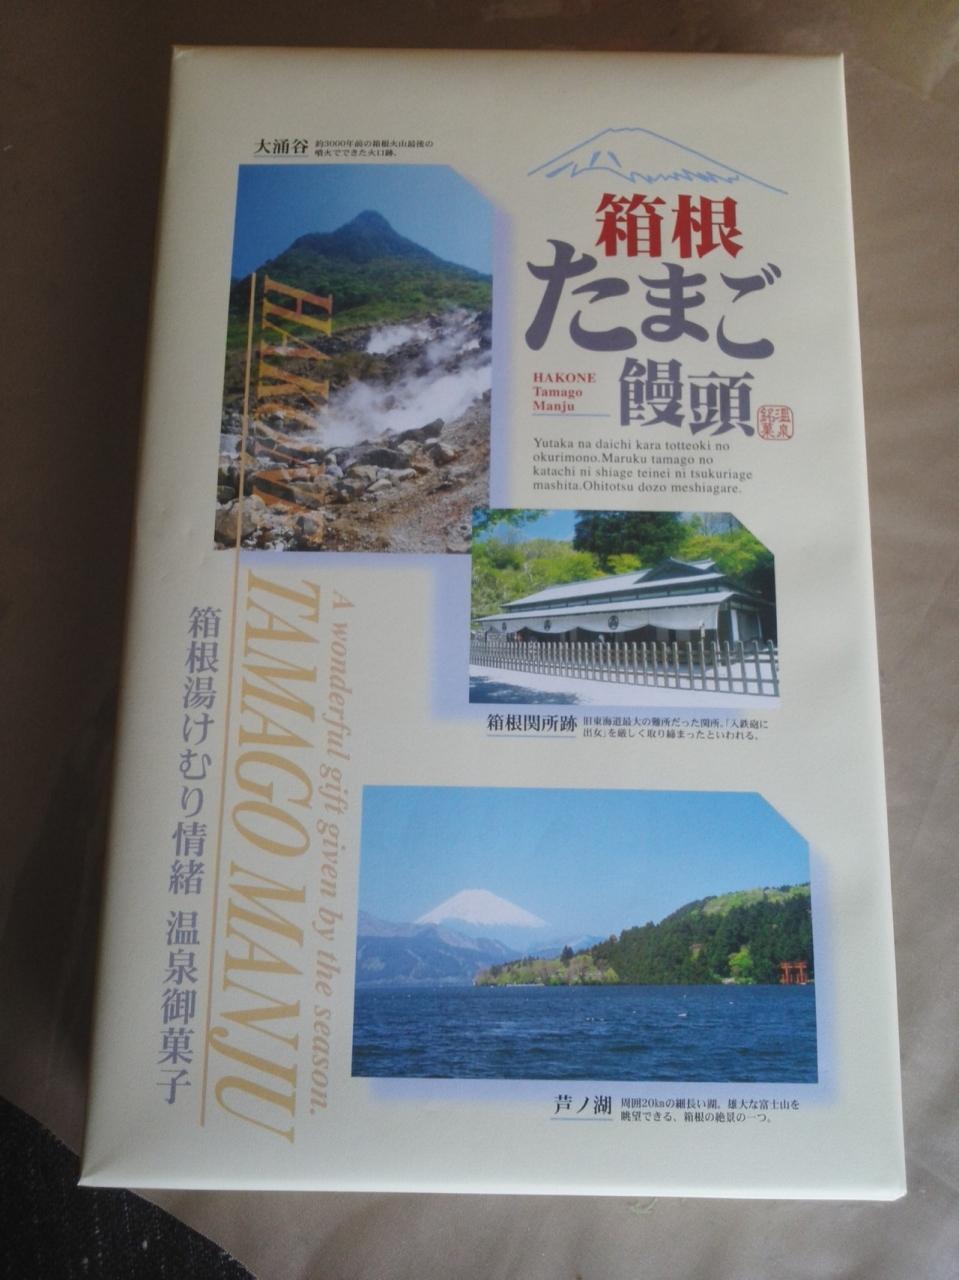 大涌谷
約3000年前の箱根火山最後の
噴火でできた火口跡。
箱根
たまご
饅頭
温泉
銘菓
HAKONE
Tamago
Manju
Yutaka na daichi kara totteoki no
okurimono.Maruku tamago no
katachi ni shiage teinei ni tsukuriage
mashita.Ohitotsu dozo meshiagare.
HAKONE
TAMAGO MANJU
A wonderful gift given by the season.
箱根湯けむり情緒 温泉御菓子
箱根関所跡
旧東海道最大の難所だった関所。「入鉄砲に
出女」を厳しく取り締まったといわれる。
芦ノ湖
周囲20㎞の細長い湖。雄大な富士山を
眺望できる、箱根の絶景の一つ。